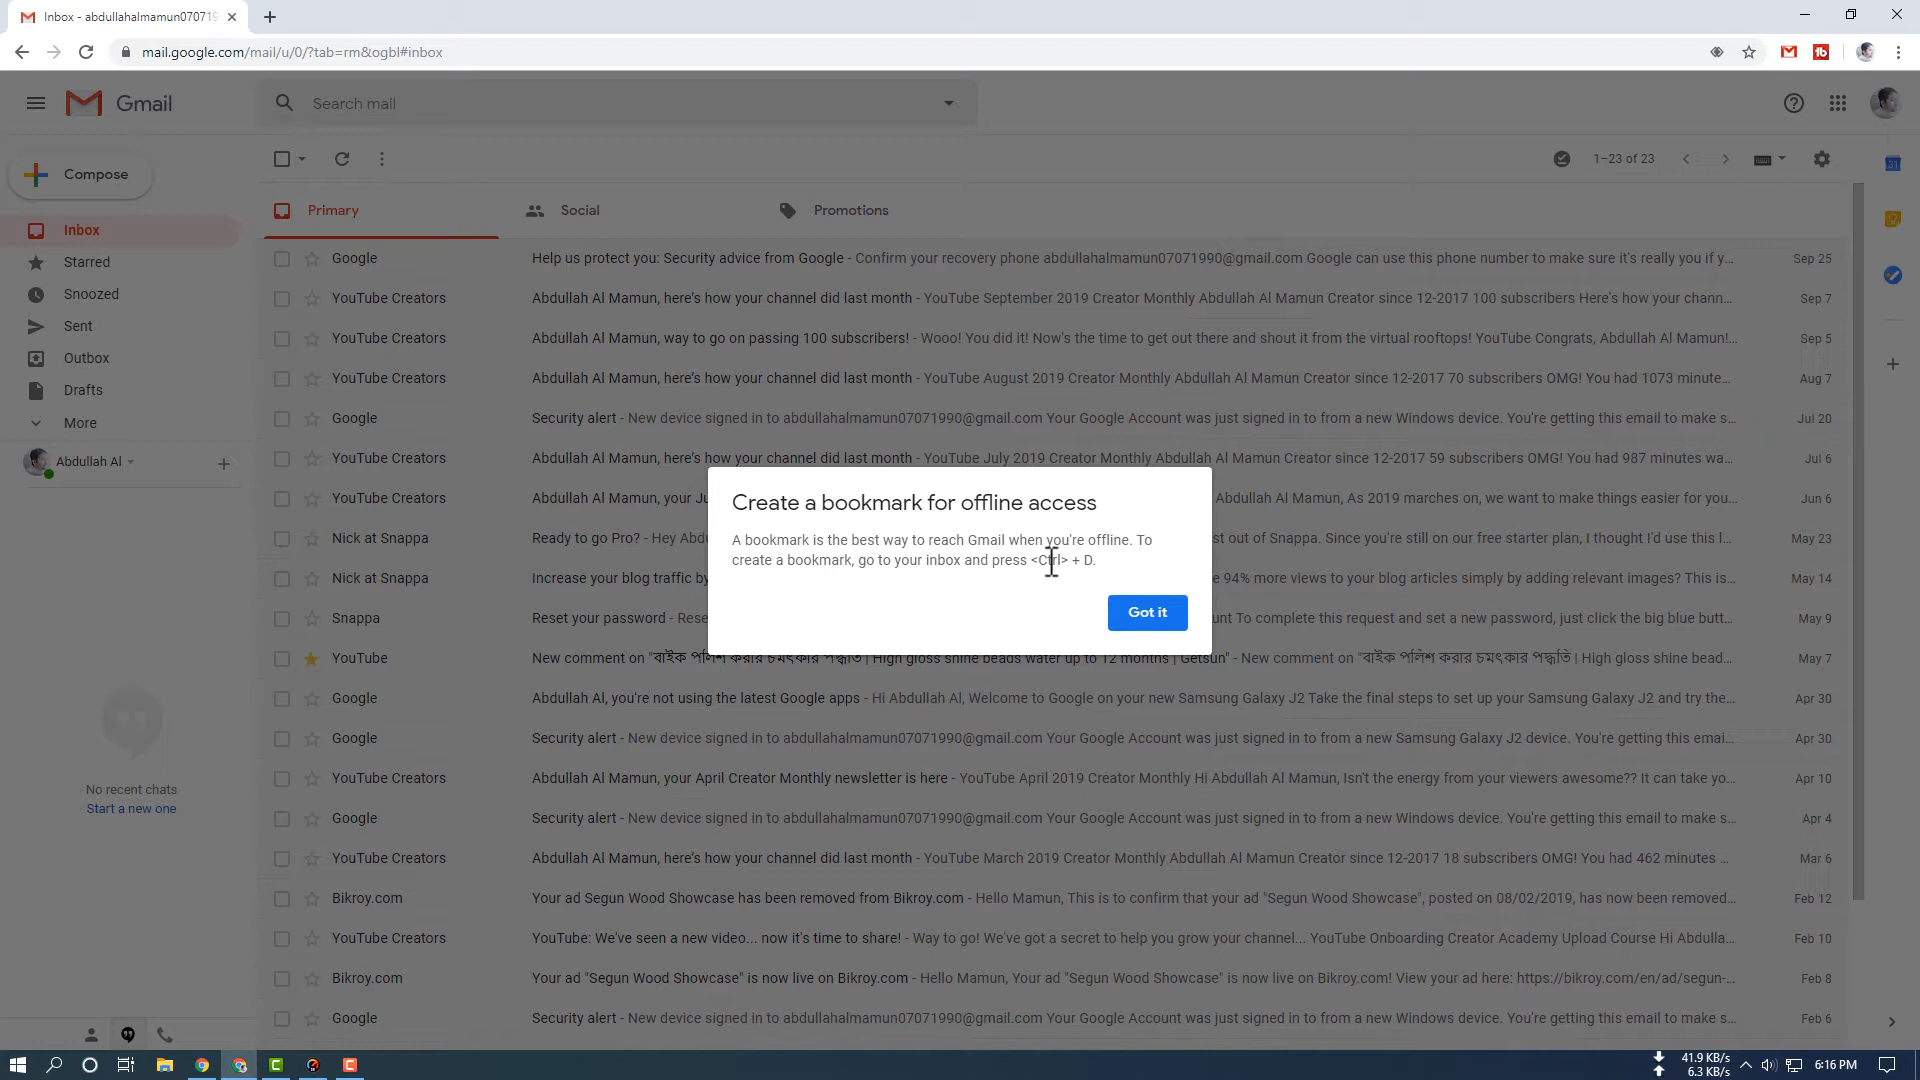 Inbox - abdullahalmamun070719
mail.google.com/mail/u/0/?tab=rm&ogbl#inbox
Gmail
Search mail
Compose
1–23 of 23
Primary
Social
Promotions
Inbox
Starred
Snoozed
Sent
Outbox
Drafts
More
Abdullah Al
No recent chats
Start a new one
Google Help us protect you: Security advice from Google - Confirm your recovery phone abdullahalmamun07071990@gmail.com Google can use this phone number to make sure it's really you if y... Sep 25
YouTube Creators Abdullah Al Mamun, here's how your channel did last month - YouTube September 2019 Creator Monthly Abdullah Al Mamun Creator since 12-2017 100 subscribers Here's how your chann... Sep 7
YouTube Creators Abdullah Al Mamun, way to go on passing 100 subscribers! - Wooo! You did it! Now's the time to get out there and shout it from the virtual rooftops! YouTube Congrats, Abdullah Al Mamun!... Sep 5
YouTube Creators Abdullah Al Mamun, here's how your channel did last month - YouTube August 2019 Creator Monthly Abdullah Al Mamun Creator since 12-2017 70 subscribers OMG! You had 1073 minute... Aug 7
Google Security alert - New device signed in to abdullahalmamun07071990@gmail.com Your Google Account was just signed in to from a new Windows device. You're getting this email to make s... Jul 20
YouTube Creators Abdullah Al Mamun, here's how your channel did last month - YouTube July 2019 Creator Monthly Abdullah Al Mamun Creator since 12-2017 59 subscribers OMG! You had 987 minutes wa... Jul 6
YouTube Creators Abdullah Al Mamun, your Ju Abdullah Al Mamun, As 2019 marches on, we want to make things easier for you... Jun 6
Nick at Snappa Ready to go Pro? - Hey Abd out of Snappa. Since you're still on our free starter plan, I thought I'd use this l... May 23
Nick at Snappa Increase your blog traffic by e 94% more views to your blog articles simply by adding relevant images? This is... May 14
Snappa Reset your password - Rese unt To complete this request and set a new password, just click the big blue butt... May 9
Create a bookmark for offline access
A bookmark is the best way to reach Gmail when you're offline. To
create a bookmark, go to your inbox and press <Ctrl> + D.
Got it
YouTube New comment on "বাইক পলিশ করার চমৎকার পদ্ধতি | High gloss shine beads water up to 12 months | Getsun" - New comment on "বাইক পলিশ করার চমৎকার পদ্ধতি | High gloss shine bead... May 7
Google Abdullah Al, you're not using the latest Google apps - Hi Abdullah Al, Welcome to Google on your new Samsung Galaxy J2 Take the final steps to set up your Samsung Galaxy J2 and try the... Apr 30
Google Security alert - New device signed in to abdullahalmamun07071990@gmail.com Your Google Account was just signed in to from a new Samsung Galaxy J2 device. You're getting this emai... Apr 30
YouTube Creators Abdullah Al Mamun, your April Creator Monthly newsletter is here - YouTube April 2019 Creator Monthly Hi Abdullah Al Mamun, Isn't the energy from your viewers awesome?? It can take yo... Apr 10
Google Security alert - New device signed in to abdullahalmamun07071990@gmail.com Your Google Account was just signed in to from a new Windows device. You're getting this email to make s... Apr 4
YouTube Creators Abdullah Al Mamun, here's how your channel did last month - YouTube March 2019 Creator Monthly Abdullah Al Mamun Creator since 12-2017 18 subscribers OMG! You had 462 minutes ... Mar 6
Bikroy.com Your ad Segun Wood Showcase has been removed from Bikroy.com - Hello Mamun, This is to confirm that your ad "Segun Wood Showcase", posted on 08/02/2019, has now been removed... Feb 12
YouTube Creators YouTube: We've seen a new video... now it's time to share! - Way to go! We've got a secret to help you grow your channel... YouTube Onboarding Creator Academy Upload Course Hi Abdulla... Feb 10
Bikroy.com Your ad "Segun Wood Showcase" is now live on Bikroy.com - Hello Mamun, Your ad "Segun Wood Showcase" is now live on Bikroy.com! View your ad here: https://bikroy.com/en/ad/segun-... Feb 8
Google Security alert - New device signed in to abdullahalmamun07071990@gmail.com Your Google Account was just signed in to from a new Windows device. You're getting this email to make s... Feb 6
41.9 KB/s
6.3 KB/s
6:16 PM